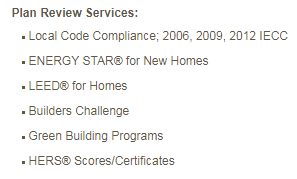 Plan Review Services:
Local Code Compliance; 2006, 2009, 2012 IECC
ENERGY STAR® for New Homes
LEED® for Homes
Builders Challenge
Green Building Programs
HERS® Scores/Certificates